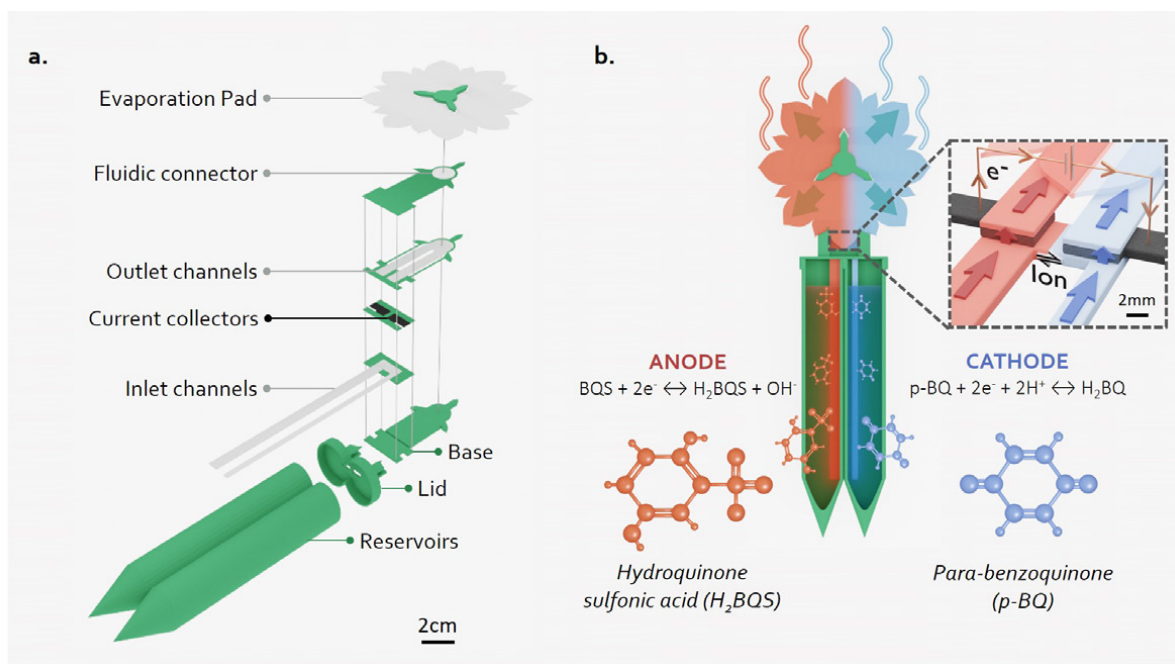 a.
Evaporation Pad
Fluidic connector
Outlet channels
Current collectors
Inlet channels
Base
Lid
Reservoirs
2cm
b.
e-
Ion
2mm
ANODE
BQS + 2e⁻ ↔ H₂BQS + OH⁻
CATHODE
p-BQ + 2e⁻ + 2H⁺ ↔ H₂BQ
Hydroquinone
sulfonic acid (H₂BQS)
Para-benzoquinone
(p-BQ)